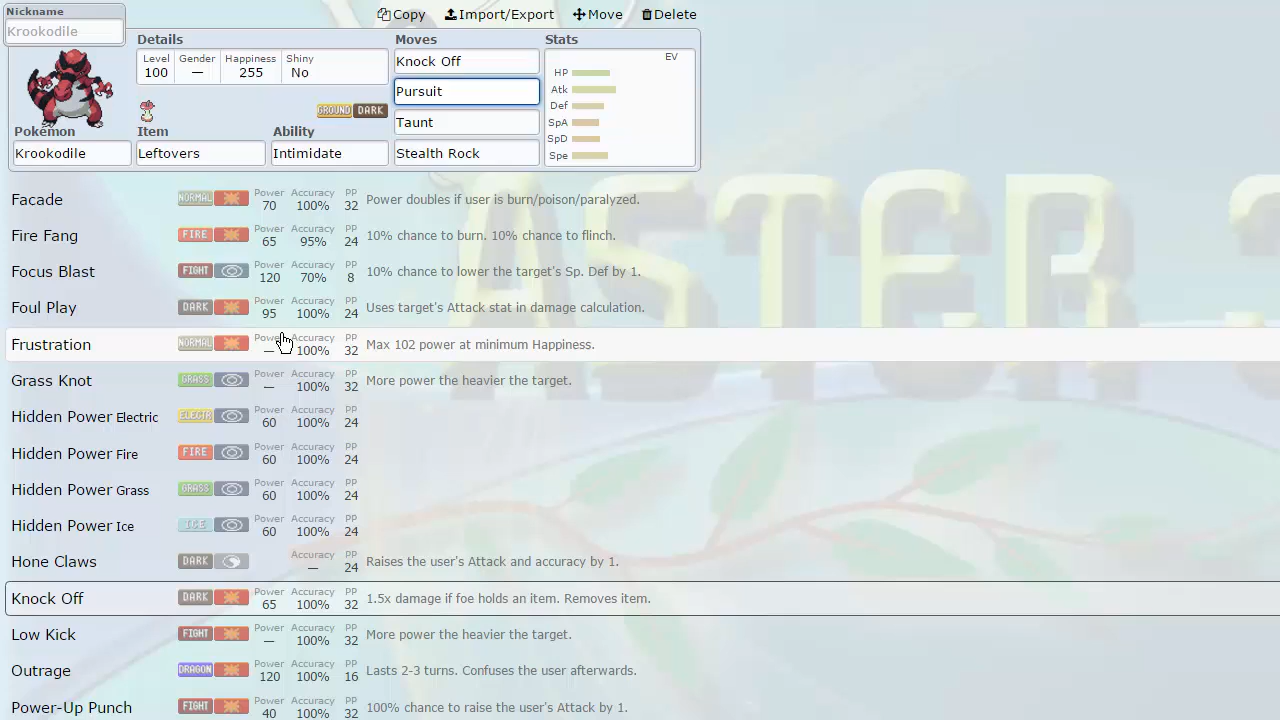 Nickname
Krookodile
Copy Import/Export Move Delete
Details
Level Gender Happiness Shiny
100 — 255 No
GROUND DARK
Pokémon Item Ability
Krookodile Leftovers Intimidate
Moves
Knock Off
Pursuit
Taunt
Stealth Rock
Stats
EV
HP
Atk
Def
SpA
SpD
Spe
ASTER
Facade NORMAL Power 70 Accuracy 100% PP 32 Power doubles if user is burn/poison/paralyzed.
Fire Fang FIRE Power 65 Accuracy 95% PP 24 10% chance to burn. 10% chance to flinch.
Focus Blast FIGHT Power 120 Accuracy 70% PP 8 10% chance to lower the target's Sp. Def by 1.
Foul Play DARK Power 95 Accuracy 100% PP 24 Uses target's Attack stat in damage calculation.
Frustration NORMAL Power — Accuracy 100% PP 32 Max 102 power at minimum Happiness.
Grass Knot GRASS Power — Accuracy 100% PP 32 More power the heavier the target.
Hidden Power Electric ELECTR Power 60 Accuracy 100% PP 24
Hidden Power Fire FIRE Power 60 Accuracy 100% PP 24
Hidden Power Grass GRASS Power 60 Accuracy 100% PP 24
Hidden Power Ice ICE Power 60 Accuracy 100% PP 24
Hone Claws DARK Accuracy — PP 24 Raises the user's Attack and accuracy by 1.
Knock Off DARK Power 65 Accuracy 100% PP 32 1.5x damage if foe holds an item. Removes item.
Low Kick FIGHT Power — Accuracy 100% PP 32 More power the heavier the target.
Outrage DRAGON Power 120 Accuracy 100% PP 16 Lasts 2-3 turns. Confuses the user afterwards.
Power-Up Punch FIGHT Power 40 Accuracy 100% PP 32 100% chance to raise the user's Attack by 1.